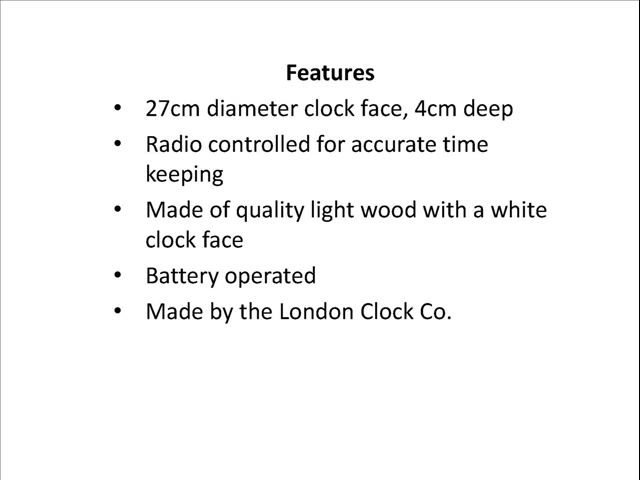 Features
• 27cm diameter clock face, 4cm deep
• Radio controlled for accurate time
keeping
• Made of quality light wood with a white
clock face
• Battery operated
• Made by the London Clock Co.